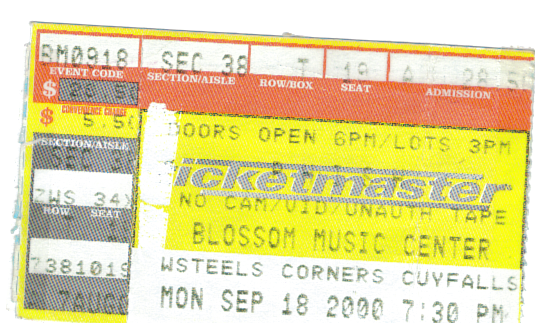 BM0918 SEC 38 T 19 A 28.50
EVENT CODE SECTION/AISLE ROW/BOX SEAT ADMISSION
$
CONVENIENCE CHARGE
$ 5.50 DOORS OPEN 6PM/LOTS 3PM
SECTION/AISLE
SEC ticketmaster
ZWS 34X NO CAM/VID/UNAUTH TAPE
ROW SEAT
BLOSSOM MUSIC CENTER
7381019 WSTEELS CORNERS CUYFALLS
MON SEP 18 2000 7:30 PM